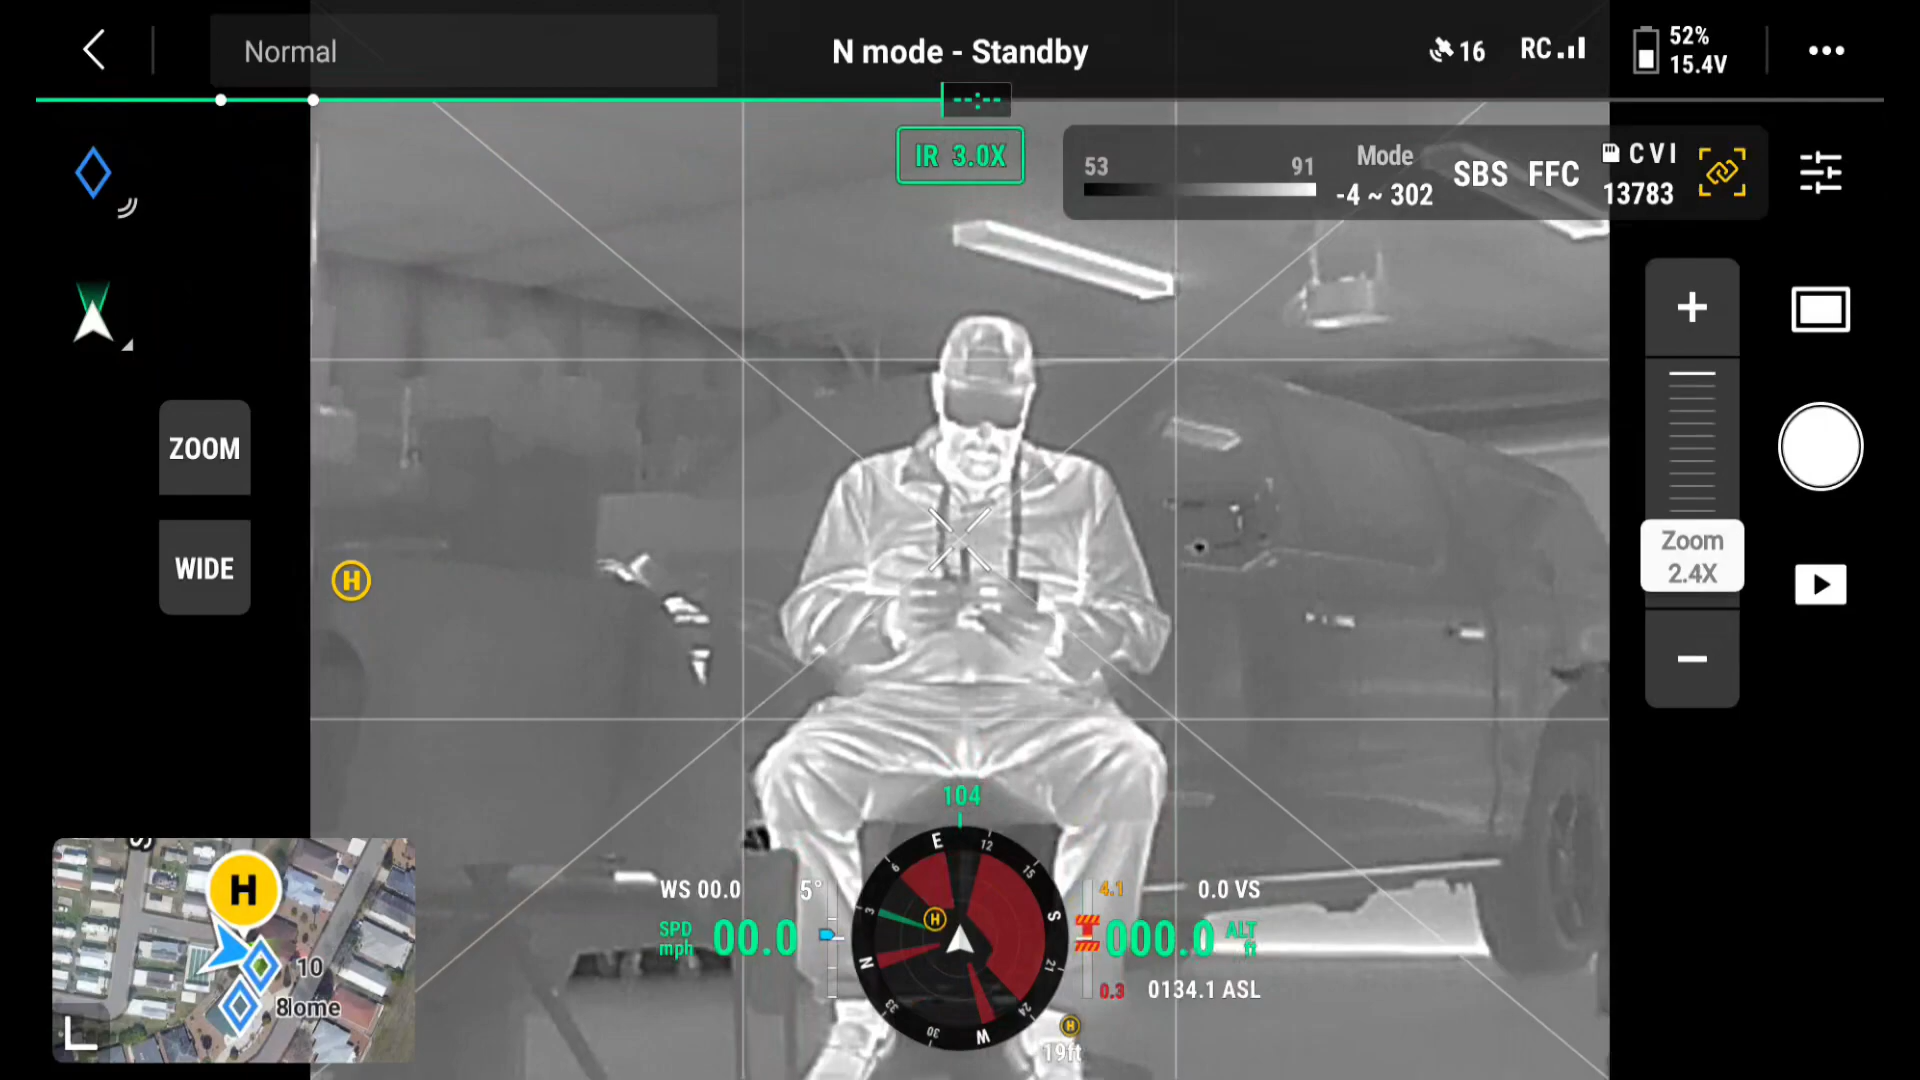 Normal
N mode - Standby
16
RC
52%
15.4V
--:--
IR 3.0X
53
91
Mode
-4 ~ 302
SBS
FFC
CVI
13783
+
ZOOM
WIDE
H
Zoom
2.4X
−
104
E
12
15
S
21
24
W
30
33
N
3
6
H
WS 00.0
5°
SPD
mph
00.0
4.1
0.0 VS
000.0
ALT
ft
0.3
0134.1 ASL
H
19ft
S
H
10
8
ome
L